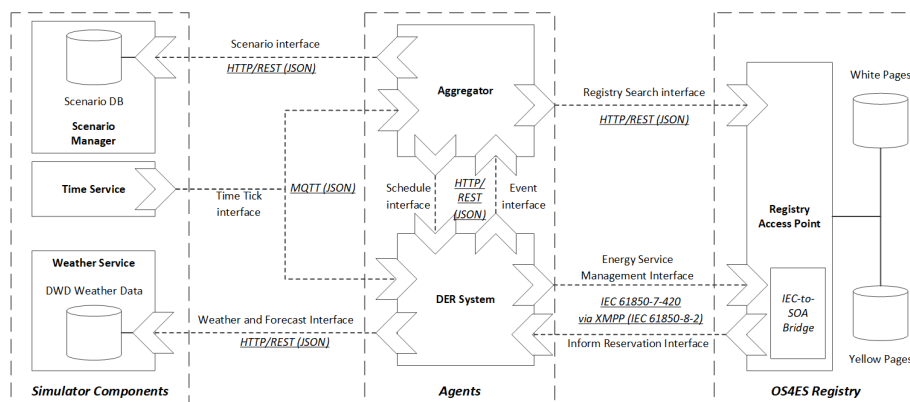 Scenario DB
Scenario
Manager
Time Service
Weather Service
DWD Weather Data
Simulator Components
Scenario interface
HTTP/REST (JSON)
Time Tick
interface
MQTT (JSON)
Weather and Forecast Interface
HTTP/REST (JSON)
Aggregator
Schedule
interface
HTTP/
REST
(JSON)
Event
interface
DER System
Agents
Registry Search interface
HTTP/REST (JSON)
Energy Service
Management Interface
IEC 61850-7-420
via XMPP (IEC 61850-8-2)
Inform Reservation Interface
Registry
Access Point
IEC-to-
SOA
Bridge
White Pages
Yellow Pages
OS4ES Registry